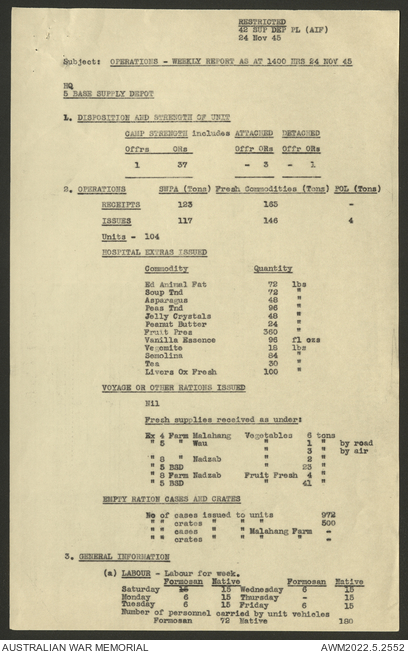 RESTRICTED
42 SUP DEP PL (AIF)
24 Nov 45
Subject: OPERATIONS - WEEKLY REPORT AS AT 1400 HRS 24 NOV 45
HQ
5 BASE SUPPLY DEPOT
1. DISPOSITION AND STRENGTH OF UNIT
CAMP STRENGTH includes ATTACHED DETACHED
Offrs ORs Offr ORs Offr ORs
1 37 - 3 - 1
2. OPERATIONS SWPA (Tons) Fresh Commodities (Tons) POL (Tons)
RECEIPTS 123 165 -
ISSUES 117 146 4
Units - 104
HOSPITAL EXTRAS ISSUED
Commodity Quantity
Ed Animal Fat 72 lbs
Soup Tnd 72 "
Asparagus 48 "
Peas Tnd 96 "
Jelly Crystals 48 "
Peanut Butter 24 "
Fruit Pres 360 "
Vanilla Essence 96 fl ozs
Vegemite 18 lbs
Semolina 84 "
Tea 30 "
Livers Ox Fresh 100 "
VOYAGE OR OTHER RATIONS ISSUED
Nil
Fresh supplies received as under:
Ex 4 Farm Malahang Vegetables 6 tons
" 5 " Wau " 1 " by road
" 3 " by air
" 8 " Nadzab " 2 "
" 5 BSD " 23 "
" 8 Farm Nadzab Fruit Fresh 4 "
" 5 BSD " 41 "
EMPTY RATION CASES AND CRATES
No of cases issued to units 972
" " crates " " " 500
" " cases " " Malahang Farm -
" " crates " " " -
3. GENERAL INFORMATION
(a) LABOUR - Labour for week.
Formosan Native Formosan Native
Saturday 15 Wednesday 6 15
Monday 6 15 Thursday - 15
Tuesday 6 15 Friday 6 15
Number of personnel carried by unit vehicles
Formosan 72 Native 180
AUSTRALIAN WAR MEMORIAL AWM2022.5.2552